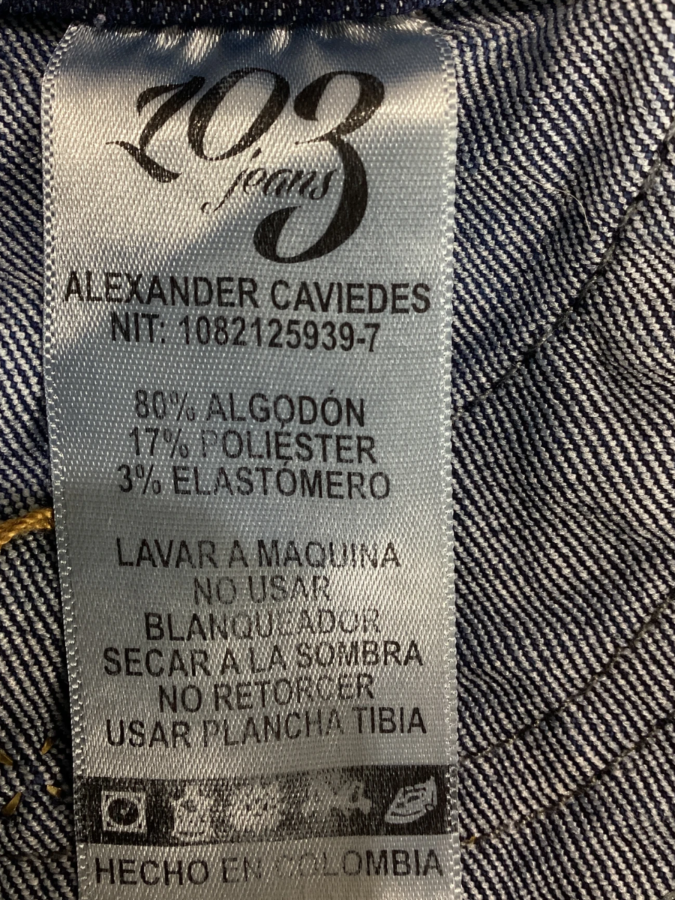 103
jeans
ALEXANDER CAVIEDES
NIT: 1082125939-7
80% ALGODÓN
17% POLIÉSTER
3% ELASTÓMERO
LAVAR A MAQUINA
NO USAR
BLANQUEADOR
SECAR A LA SOMBRA
NO RETORCER
USAR PLANCHA TIBIA
HECHO EN COLOMBIA